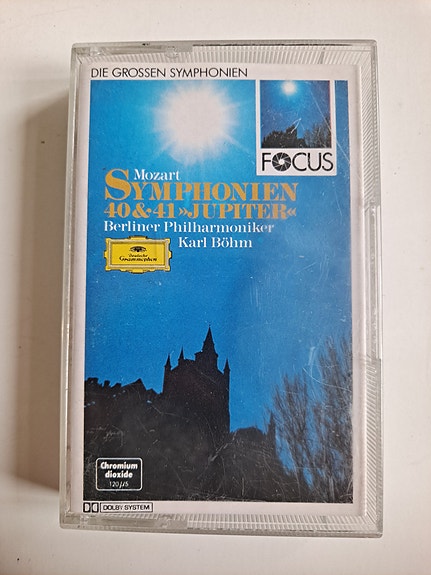 DIE GROSSEN SYMPHONIEN
FOCUS
Mozart
SYMPHONIEN
40 & 41 »JUPITER«
Berliner Philharmoniker
Karl Böhm
Deutsche
Grammophon
Chromium
dioxide
120 µs
DOLBY SYSTEM